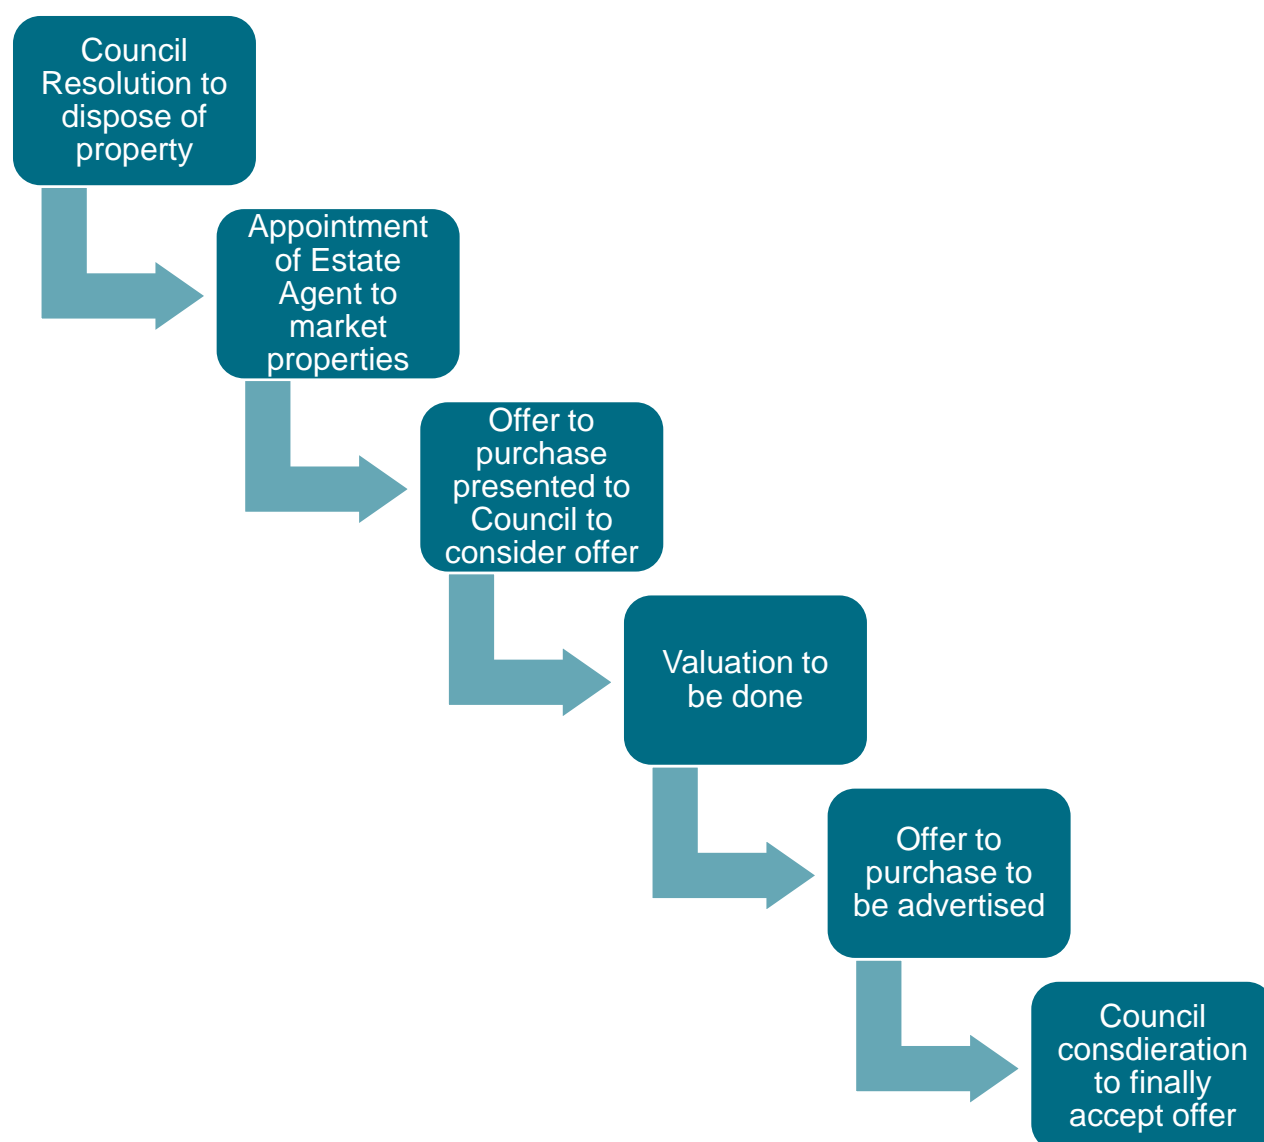 Council
Resolution to
dispose of
property
Appointment
of Estate
Agent to
market
properties
Offer to
purchase
presented to
Council to
consider offer
Valuation to
be done
Offer to
purchase to
be advertised
Council
consdieration
to finally
accept offer